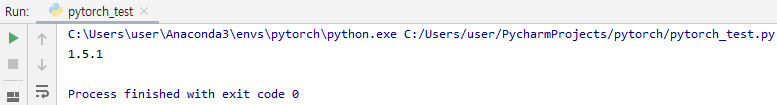 Run: pytorch_test
C:\Users\user\Anaconda3\envs\pytorch\python.exe C:/Users/user/PycharmProjects/pytorch/pytorch_test.py
1.5.1
Process finished with exit code 0